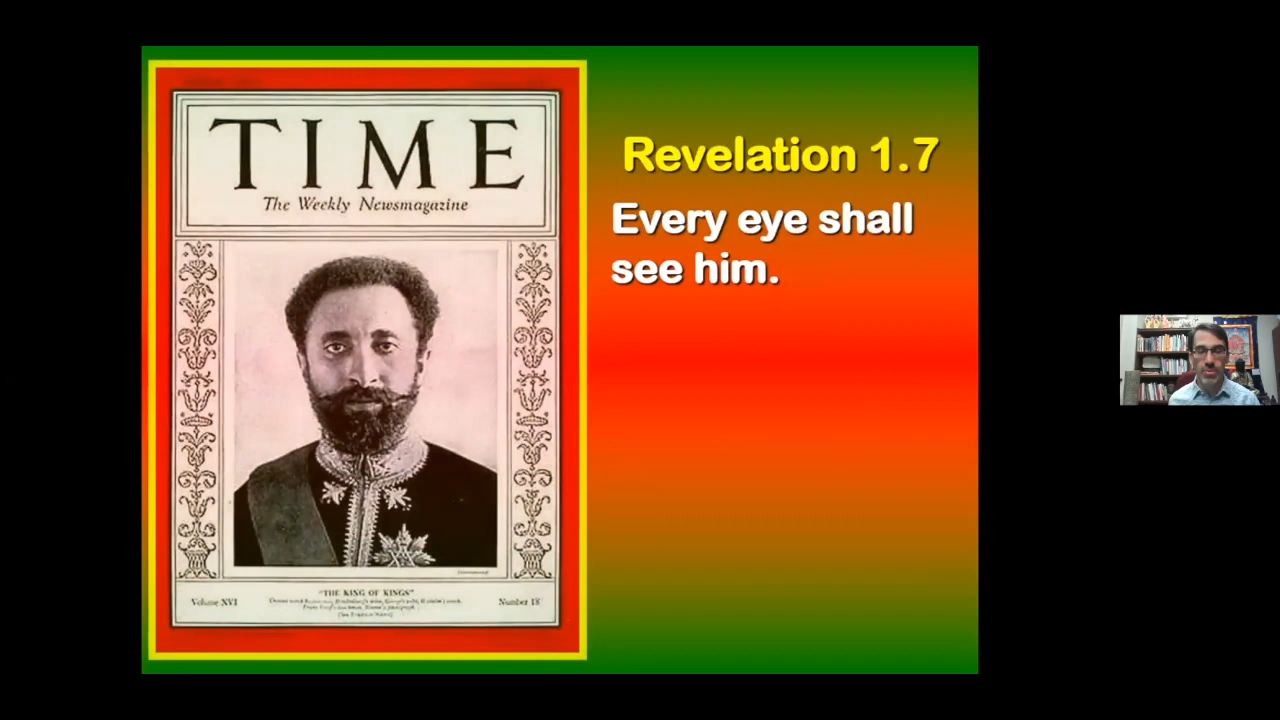 TIME
The Weekly Newsmagazine
Volume XVI
"THE KING OF KINGS"
Number 18
Revelation 1.7
Every eye shall
see him.